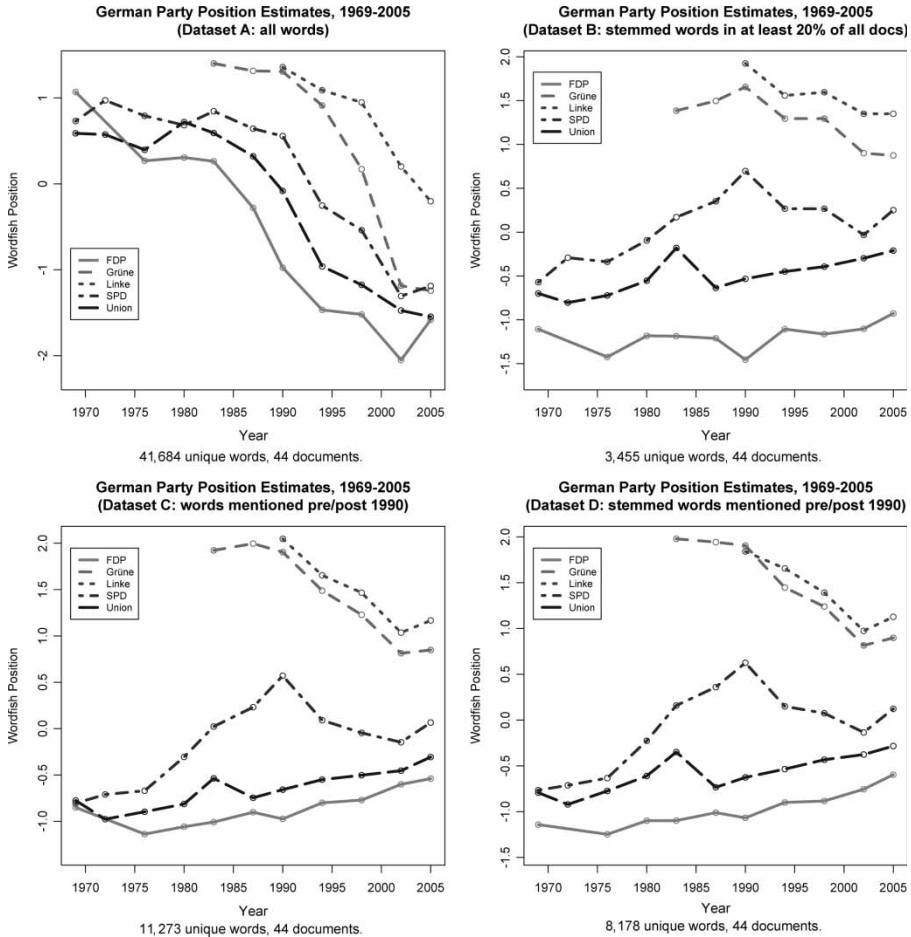 German Party Position Estimates, 1969-2005
(Dataset A: all words)
Wordfish Position
1
0
-1
-2
FDP
Grüne
Linke
SPD
Union
1970 1975 1980 1985 1990 1995 2000 2005
Year
41,684 unique words, 44 documents.
German Party Position Estimates, 1969-2005
(Dataset B: stemmed words in at least 20% of all docs)
Wordfish Position
2.0
1.5
1.0
0.5
0.0
-0.5
-1.0
-1.5
FDP
Grüne
Linke
SPD
Union
1970 1975 1980 1985 1990 1995 2000 2005
Year
3,455 unique words, 44 documents.
German Party Position Estimates, 1969-2005
(Dataset C: words mentioned pre/post 1990)
Wordfish Position
2.0
1.5
1.0
0.5
0.0
-0.5
-1.0
FDP
Grüne
Linke
SPD
Union
1970 1975 1980 1985 1990 1995 2000 2005
Year
11,273 unique words, 44 documents.
German Party Position Estimates, 1969-2005
(Dataset D: stemmed words mentioned pre/post 1990)
Wordfish Position
2.0
1.5
1.0
0.5
0.0
-0.5
-1.0
-1.5
FDP
Grüne
Linke
SPD
Union
1970 1975 1980 1985 1990 1995 2000 2005
Year
8,178 unique words, 44 documents.